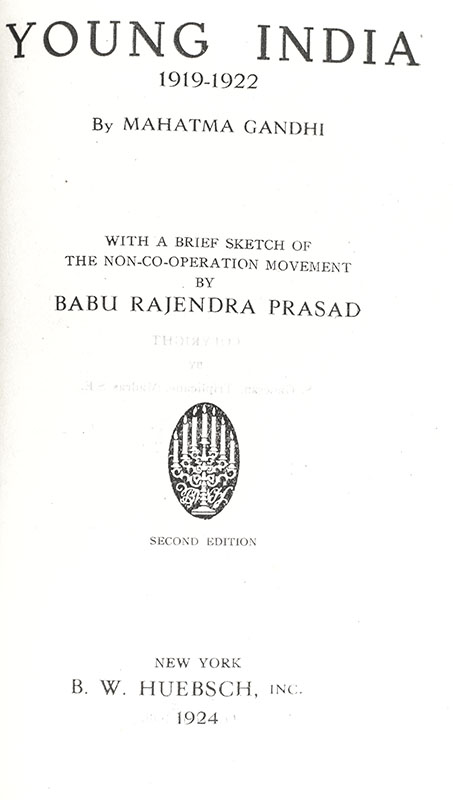 YOUNG INDIA
1919-1922
By MAHATMA GANDHI
WITH A BRIEF SKETCH OF
THE NON-CO-OPERATION MOVEMENT
BY
BABU RAJENDRA PRASAD
SECOND EDITION
NEW YORK
B. W. HUEBSCH, INC.
1924